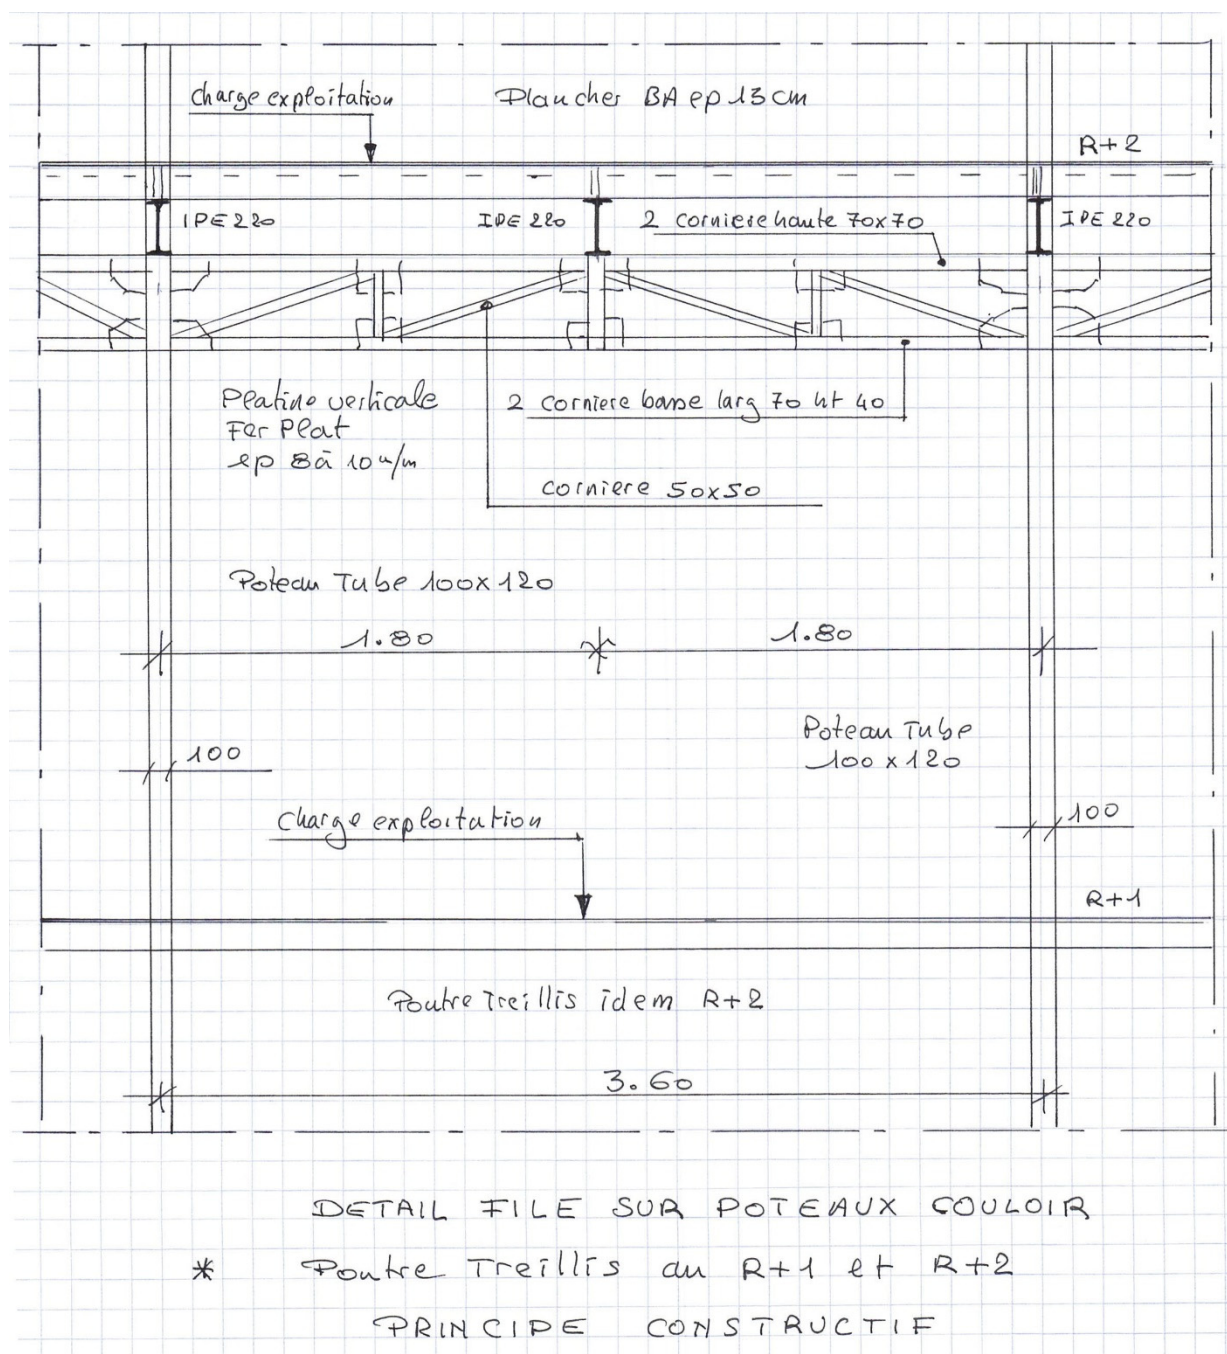 charge exploitation
Plancher BA ep 13 cm
R+2
IPE 220
IPE 220
2 corniere haute 70x70
IPE 220
Platine verticale
Fer Plat
ep 8 à 10 m/m
2 corniere basse larg 70 ht 40
corniere 50x50
Poteau Tube 100x120
1.80
1.80
100
Poteau Tube
100 x 120
charge exploitation
100
R+1
Poutre Treillis idem R+2
3.60
DETAIL FILE SUR POTEAUX COULOIR
* Poutre Treillis au R+1 et R+2
PRINCIPE CONSTRUCTIF